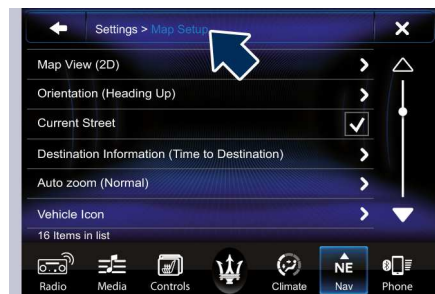 Settings > Map Setup
Map View (2D)
Orientation (Heading Up)
Current Street
Destination Information (Time to Destination)
Auto zoom (Normal)
Vehicle Icon
16 Items in list
NE
Radio Media Controls Climate Nav Phone